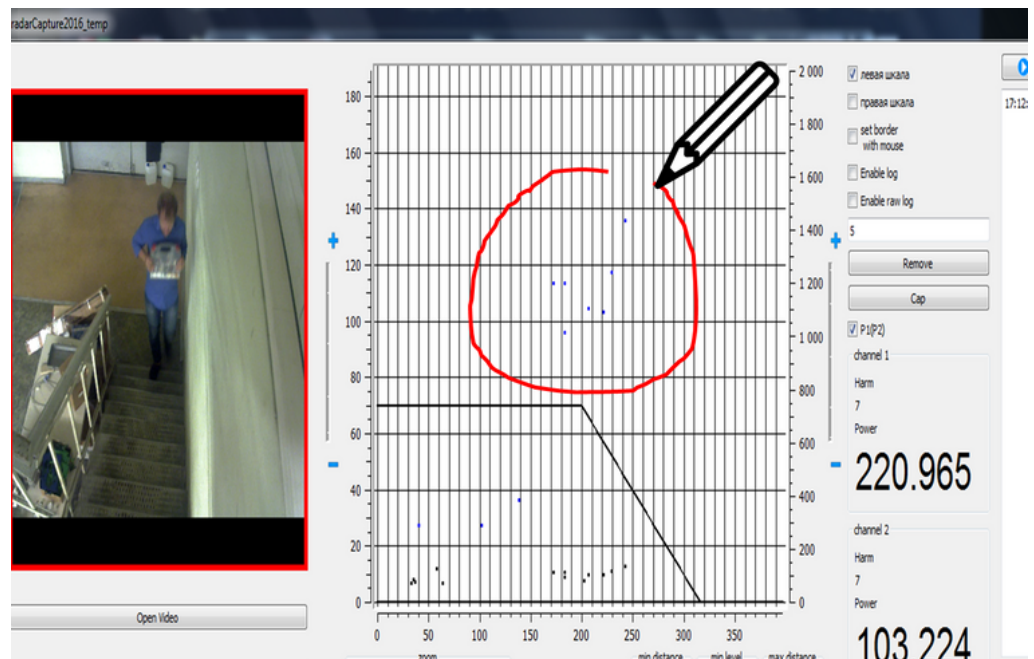 radarCapture2016_temp
180
160
140
120
100
80
60
40
20
0
0
50
100
150
200
250
300
350
2 000
1 800
1 600
1 400
1 200
1 000
800
600
400
200
0
zoom
min distance
min level
max distance
Open Video
левая шкала
правая шкала
set border
with mouse
Enable log
Enable raw log
5
Remove
Cap
P1(P2)
channel 1
Harm
7
Power
220.965
channel 2
Harm
7
Power
103.224
17:12: